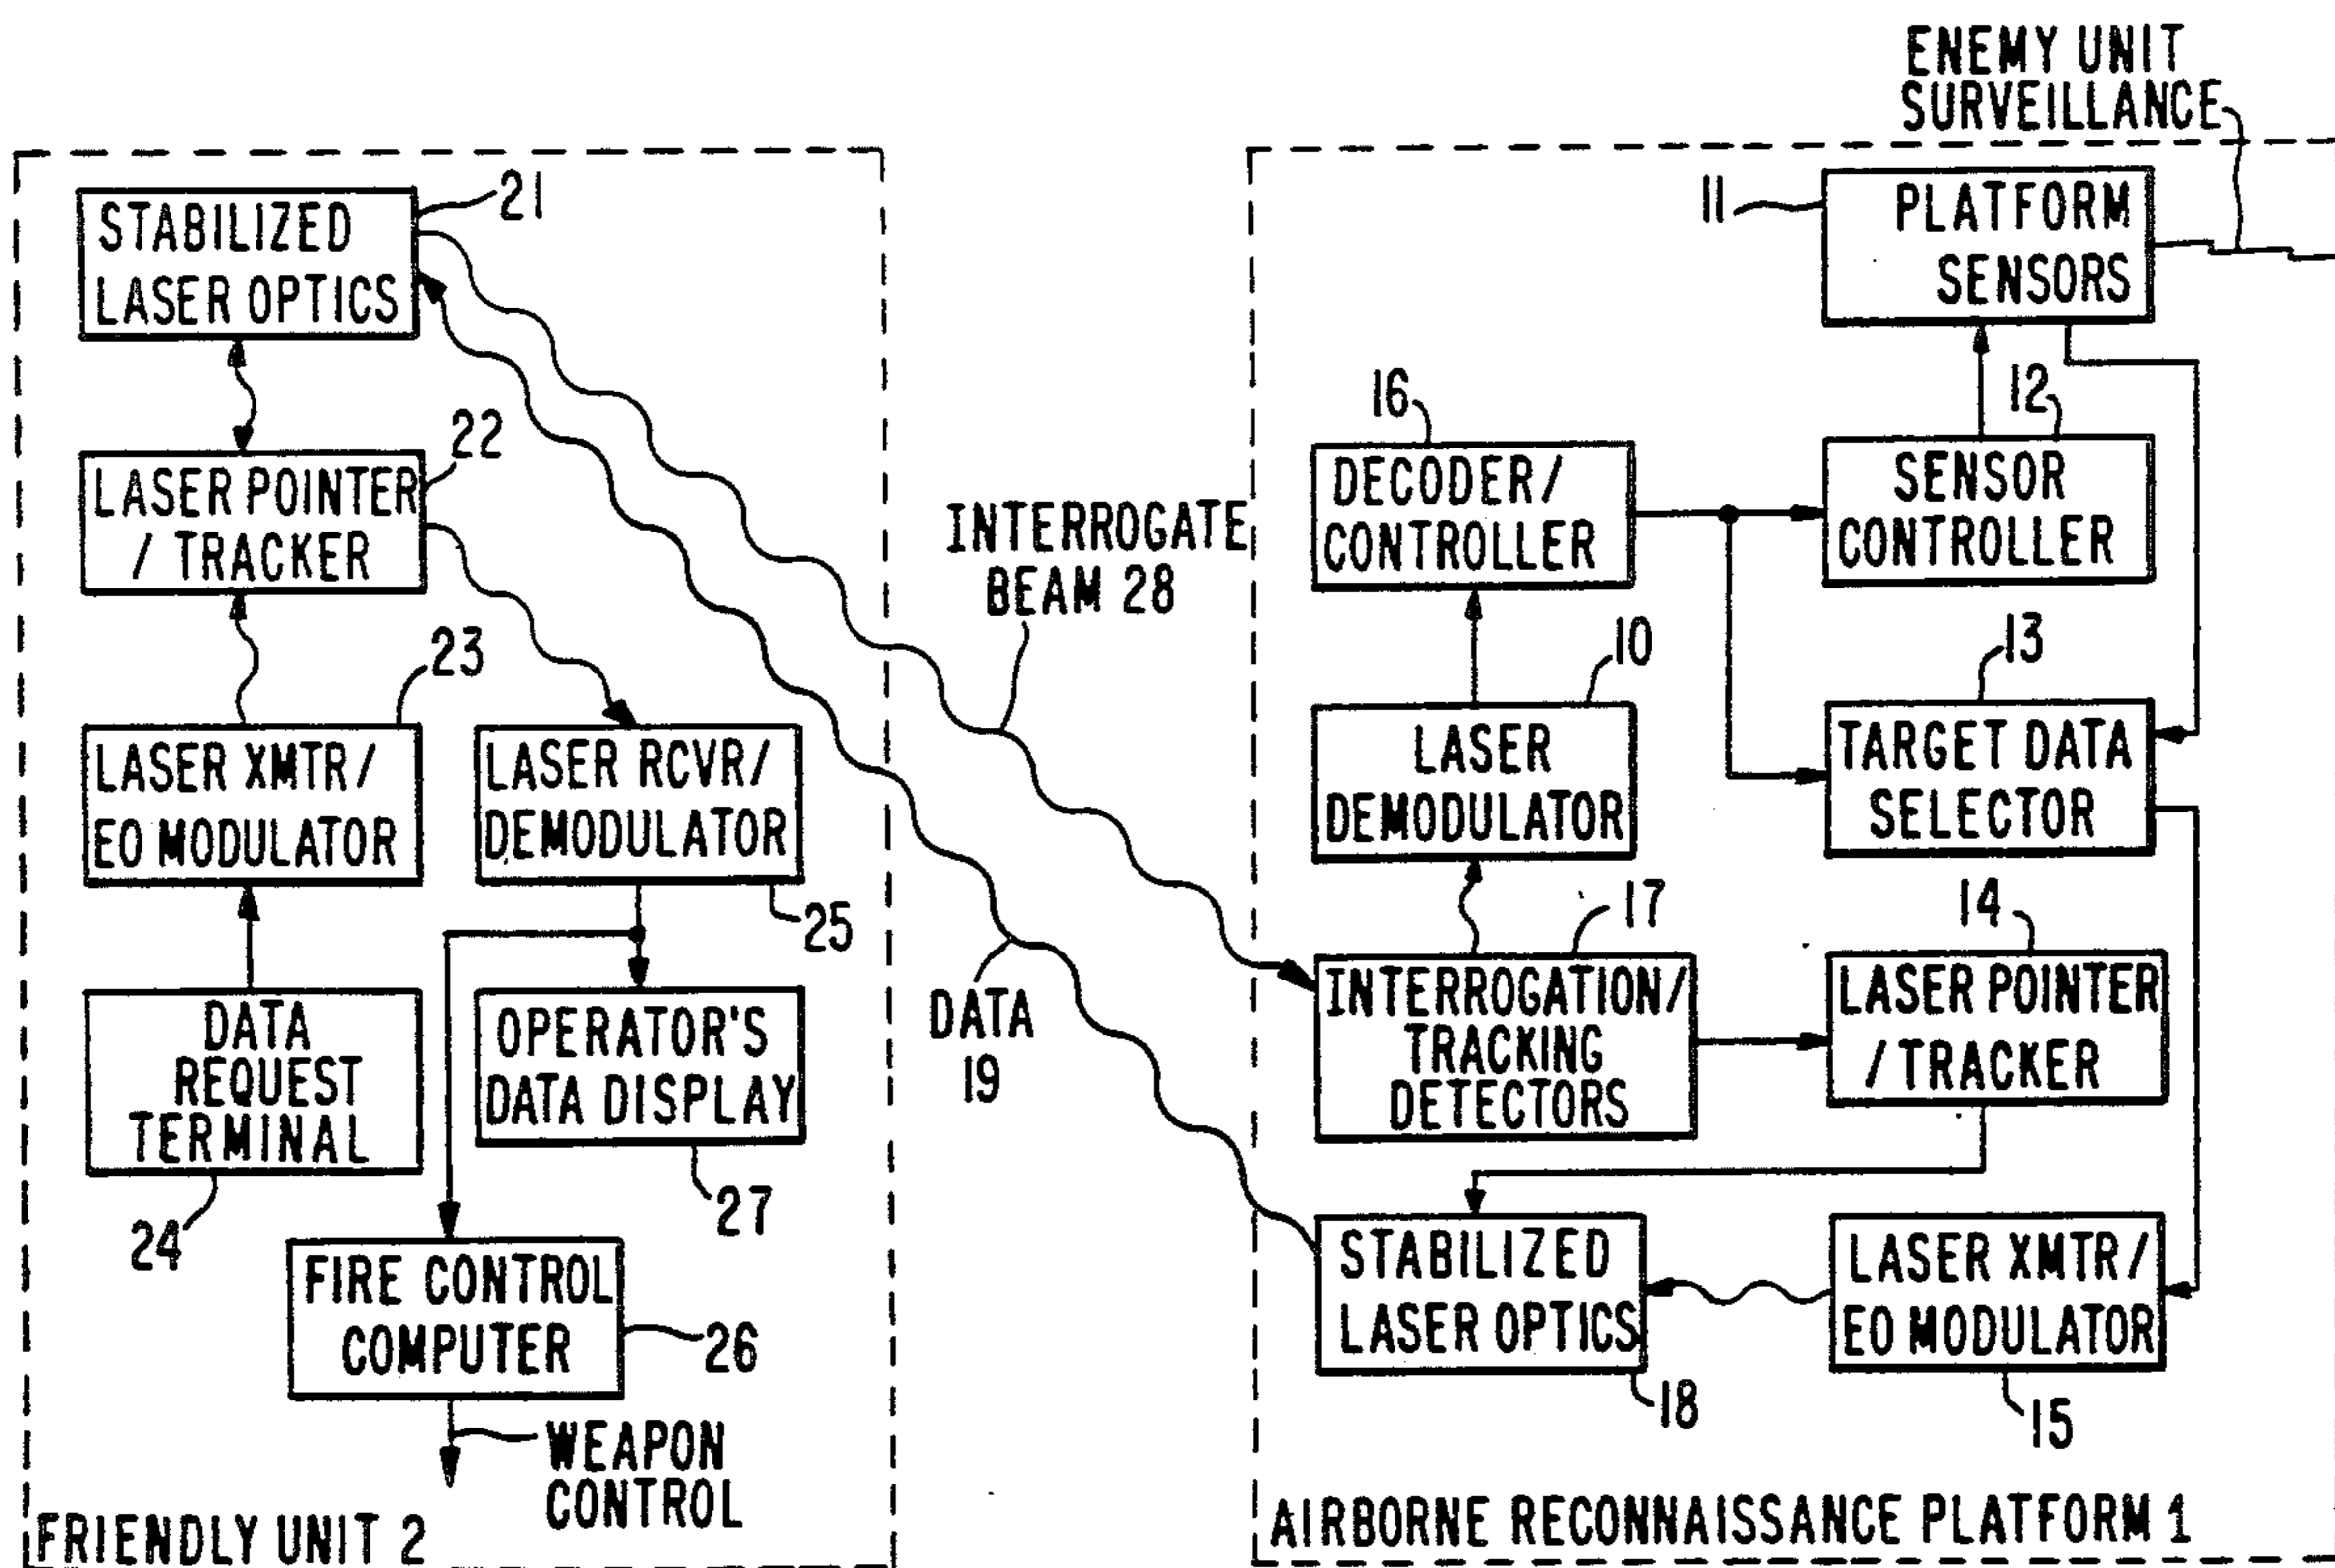 ENEMY UNIT
SURVEILLANCE
21
STABILIZED
LASER OPTICS
22
LASER POINTER
/ TRACKER
23
LASER XMTR/
EO MODULATOR
LASER RCVR/
DEMODULATOR
25
DATA
REQUEST
TERMINAL
24
OPERATOR'S
DATA DISPLAY
27
FIRE CONTROL
COMPUTER
26
WEAPON
CONTROL
FRIENDLY UNIT 2
INTERROGATE
BEAM 28
DATA
19
11
PLATFORM
SENSORS
16
DECODER/
CONTROLLER
12
SENSOR
CONTROLLER
10
LASER
DEMODULATOR
13
TARGET DATA
SELECTOR
17
INTERROGATION/
TRACKING
DETECTORS
14
LASER POINTER
/ TRACKER
STABILIZED
LASER OPTICS
18
LASER XMTR/
EO MODULATOR
15
AIRBORNE RECONNAISSANCE PLATFORM 1